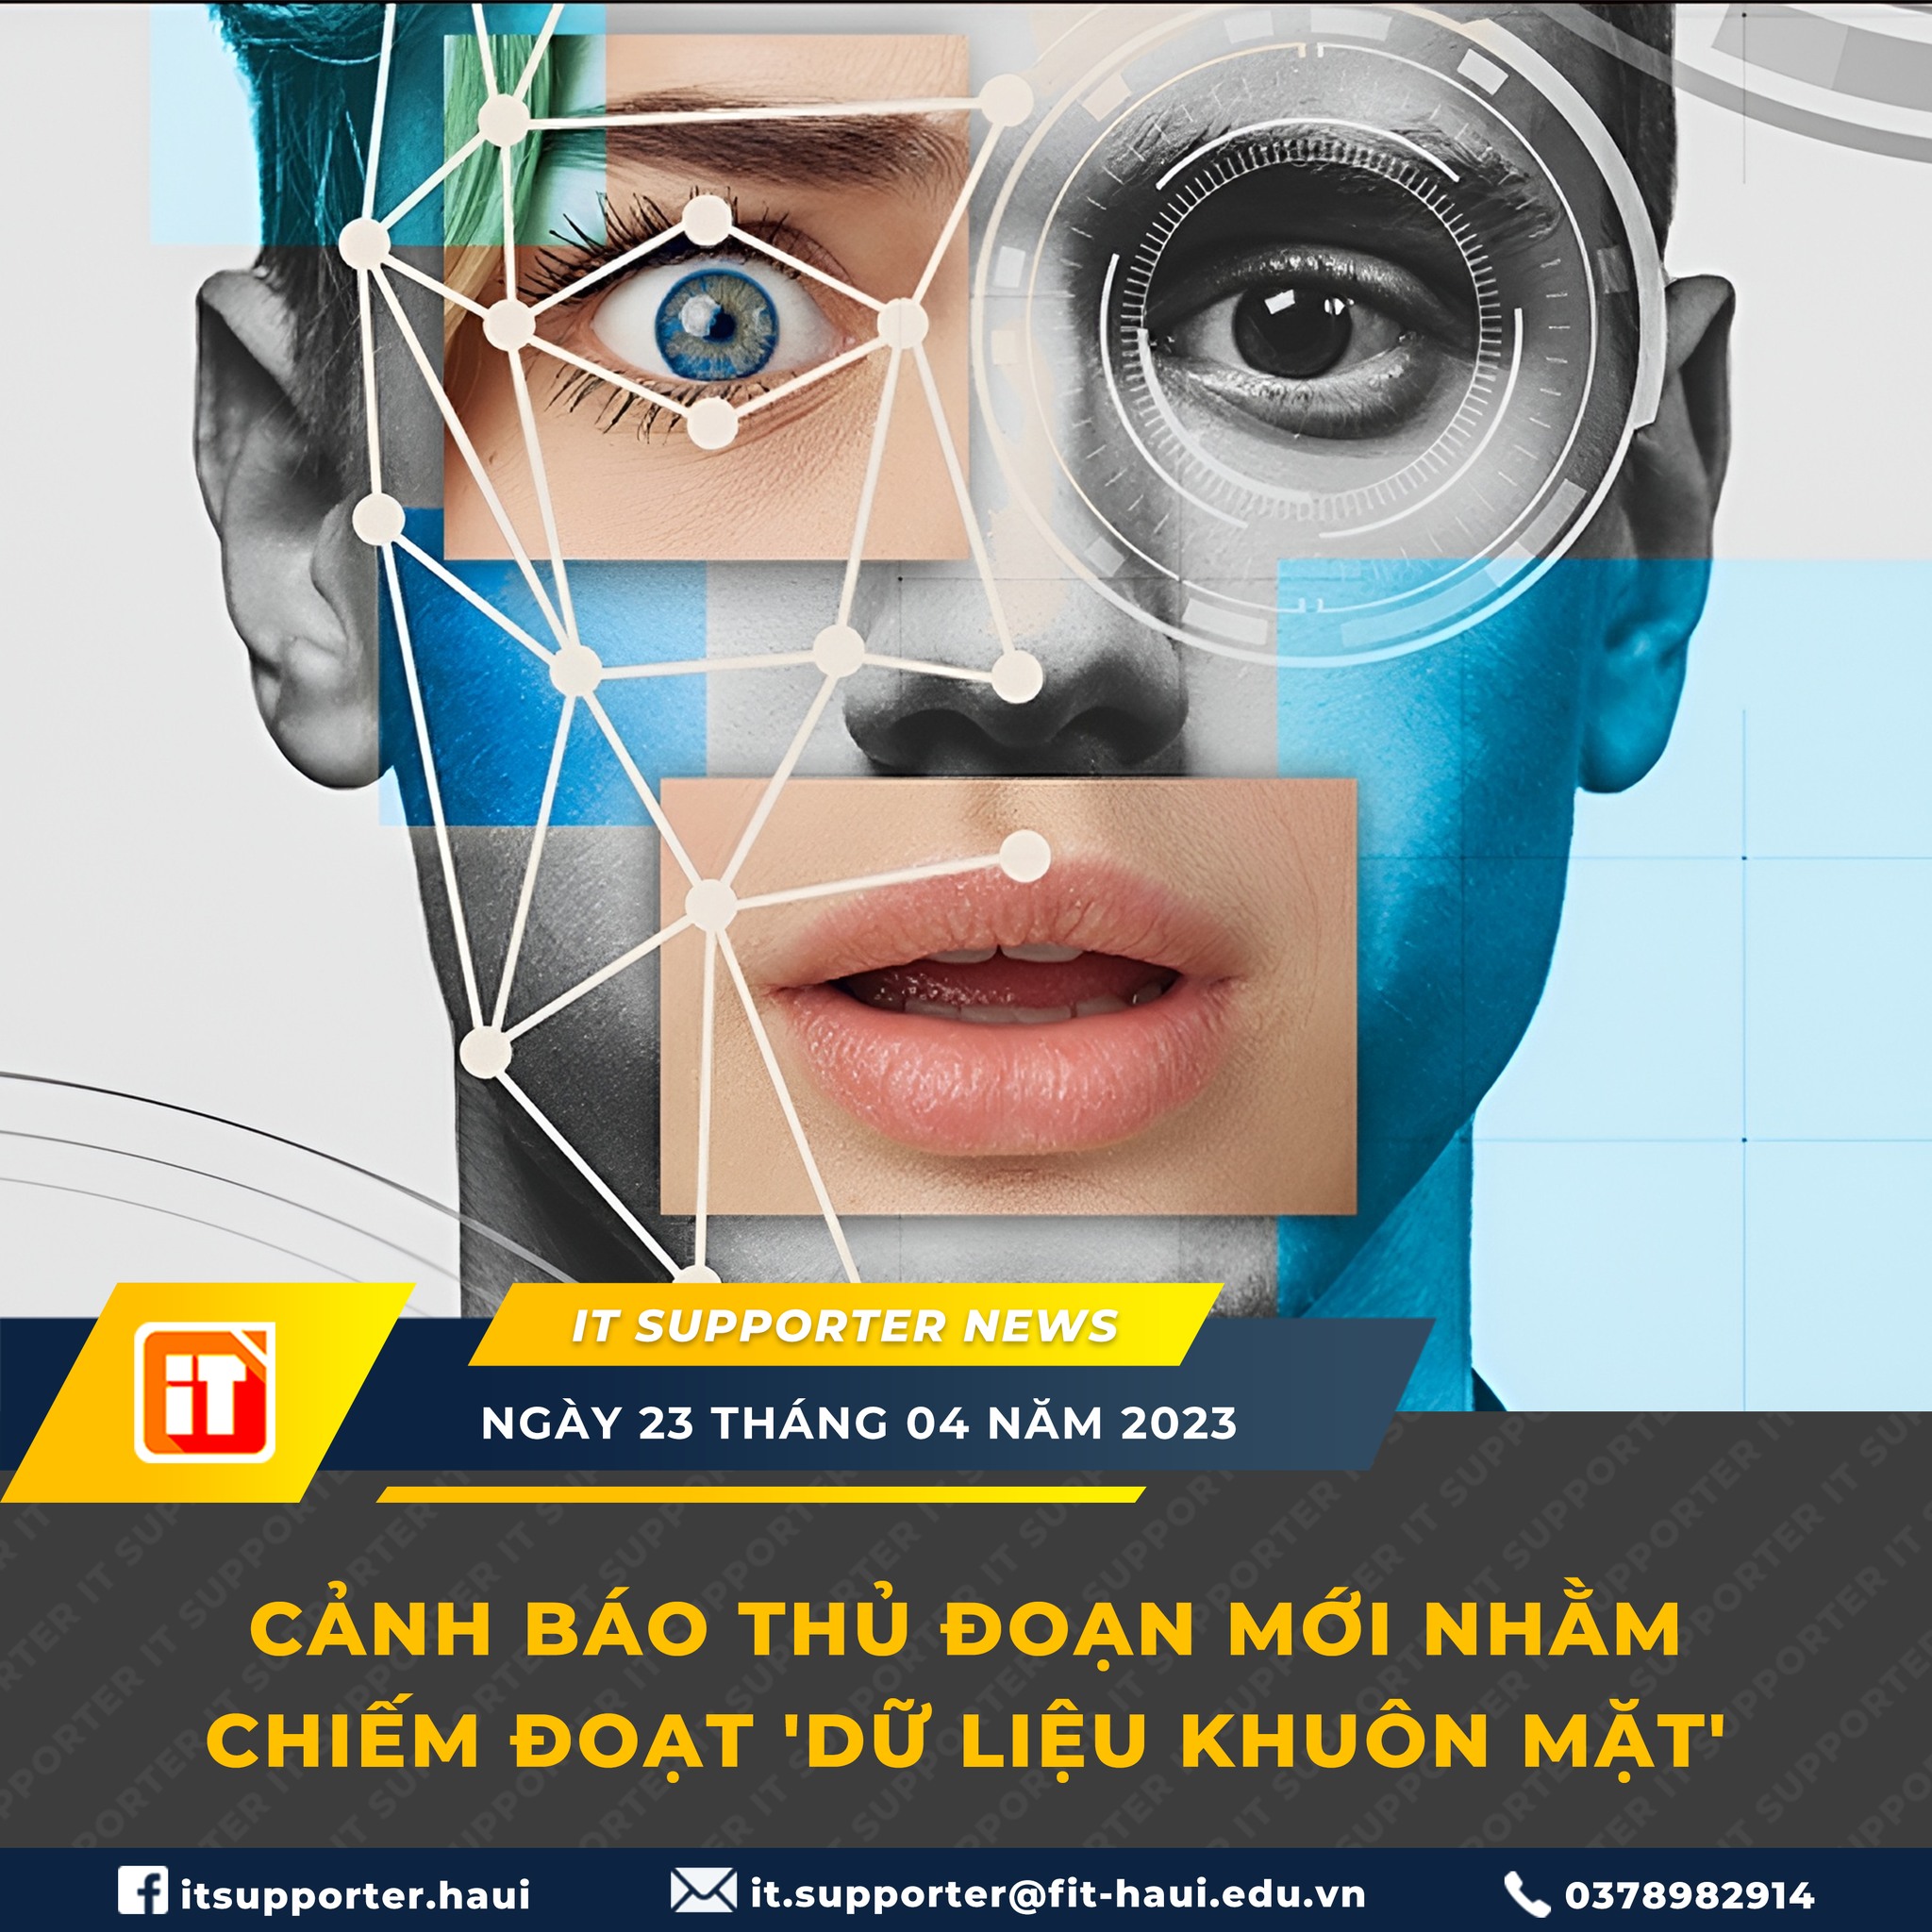 iT
IT SUPPORTER NEWS
NGÀY 23 THÁNG 04 NĂM 2023
CẢNH BÁO THỦ ĐOẠN MỚI NHẰM
CHIẾM ĐOẠT 'DỮ LIỆU KHUÔN MẶT'
itsupporter.haui
it.supporter@fit-haui.edu.vn
0378982914